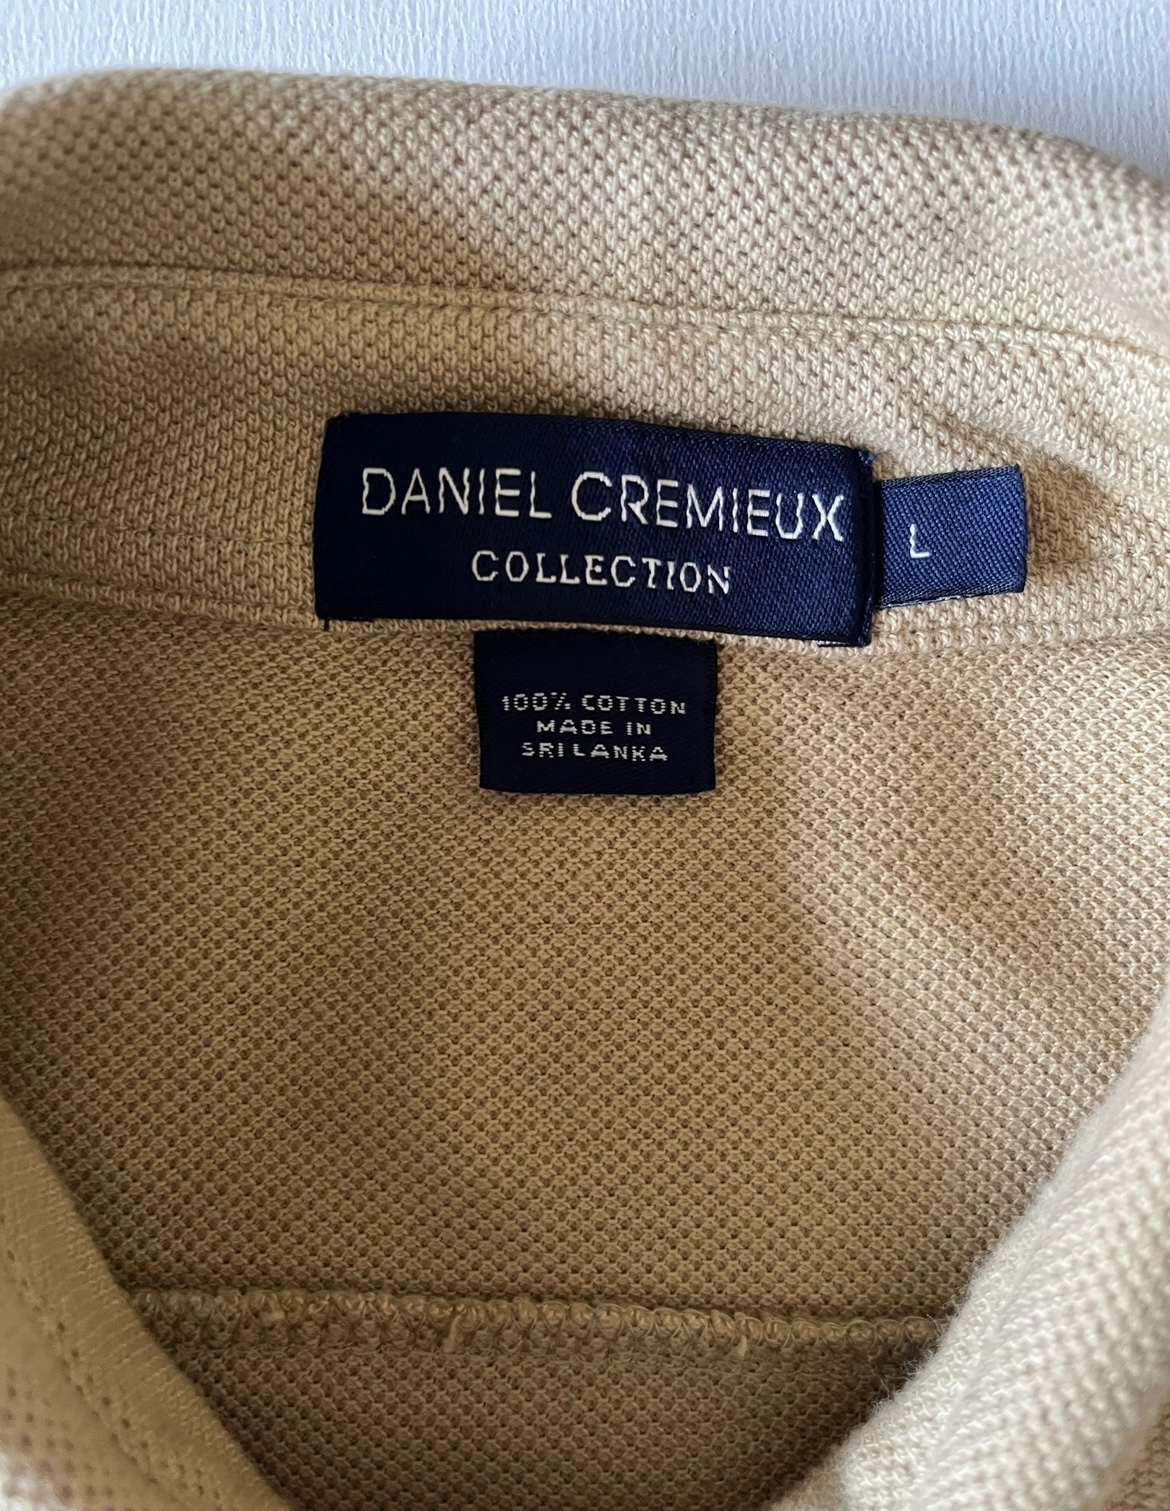 DANIEL CREMIEUX
COLLECTION
L
100% COTTON
MADE IN
SRI LANKA